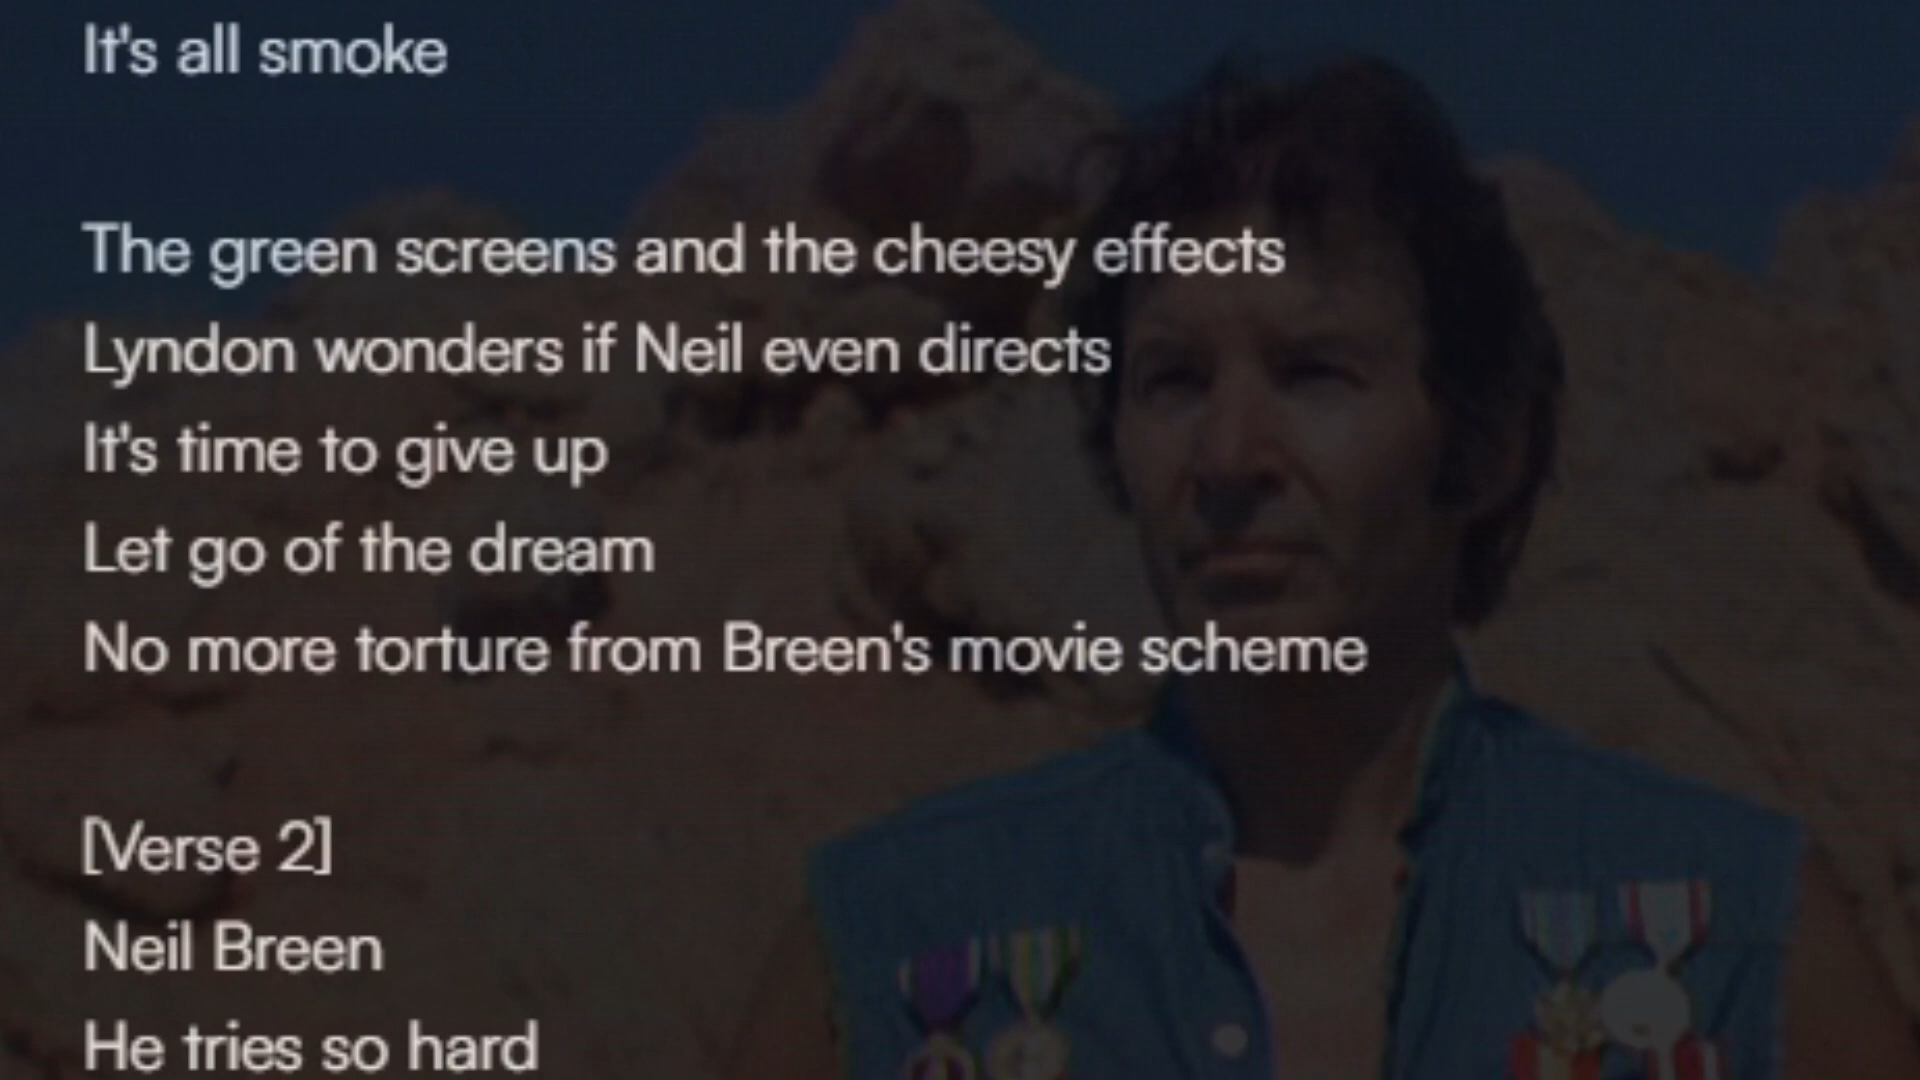 It's all smoke
The green screens and the cheesy effects
Lyndon wonders if Neil even directs
It's time to give up
Let go of the dream
No more torture from Breen's movie scheme
[Verse 2]
Neil Breen
He tries so hard